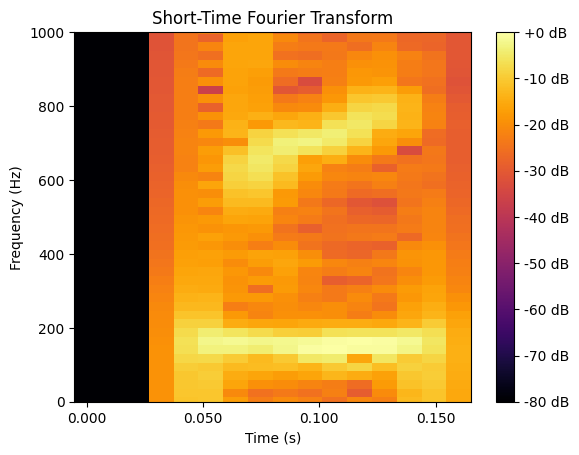 Short-Time Fourier Transform
1000
800
600
400
200
0
Frequency (Hz)
0.000
0.050
0.100
0.150
Time (s)
+0 dB
-10 dB
-20 dB
-30 dB
-40 dB
-50 dB
-60 dB
-70 dB
-80 dB